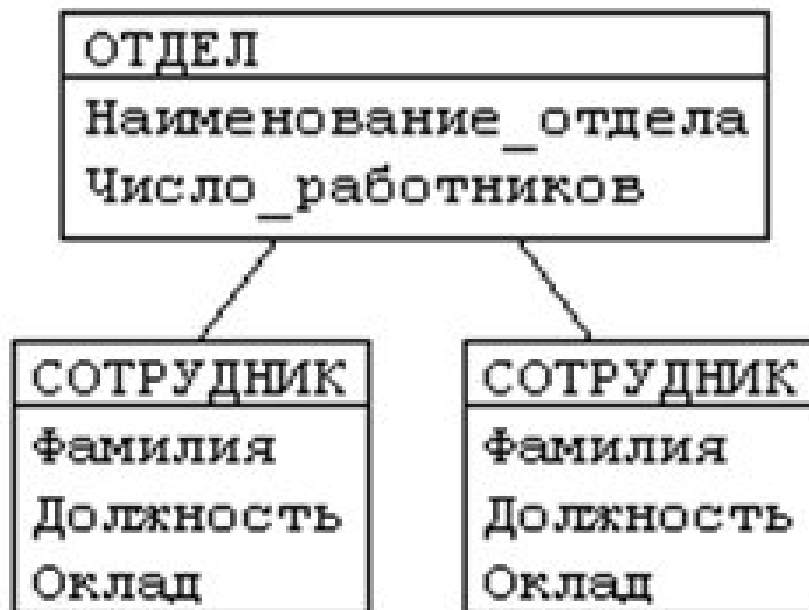 ОТДЕЛ
Наименование_отдела
Число_работников
СОТРУДНИК
Фамилия
Должность
Оклад
СОТРУДНИК
Фамилия
Должность
Оклад